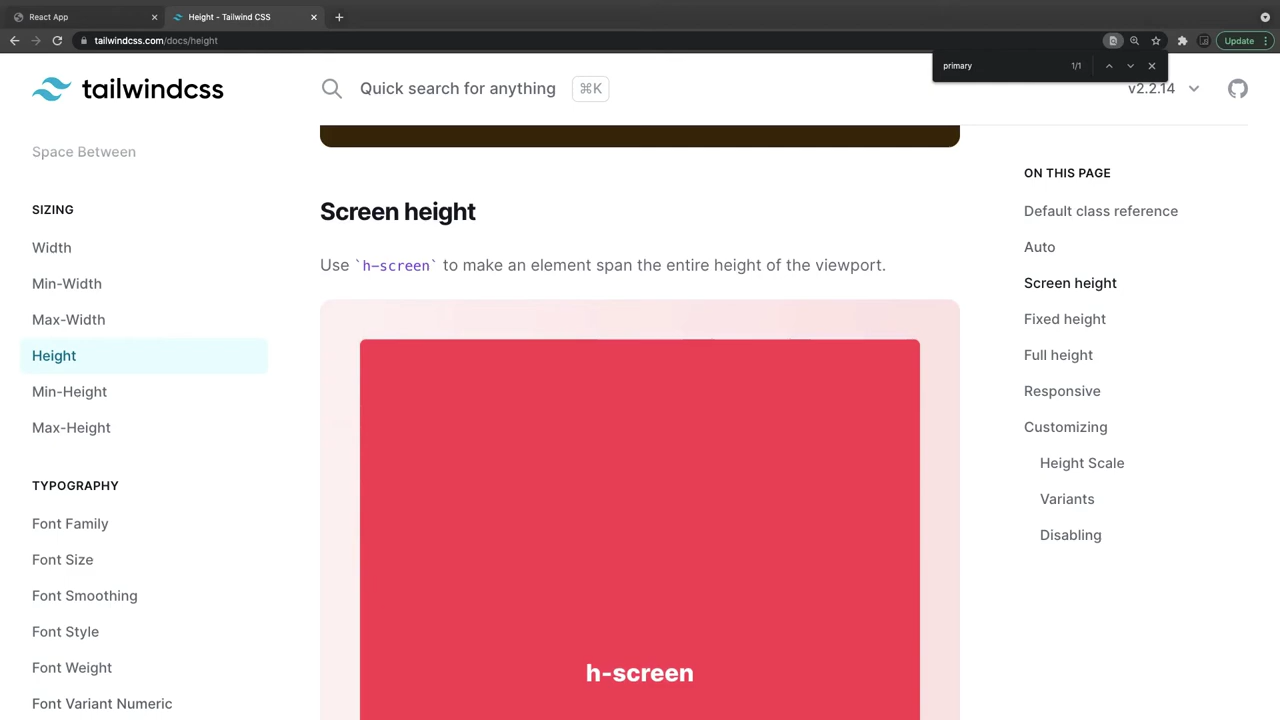 React App
Height - Tailwind CSS
tailwindcss.com/docs/height
Update
primary
1/1
tailwindcss
Quick search for anything
⌘K
v2.2.14
Space Between
SIZING
Width
Min-Width
Max-Width
Height
Min-Height
Max-Height
TYPOGRAPHY
Font Family
Font Size
Font Smoothing
Font Style
Font Weight
Font Variant Numeric
Screen height
Use `h-screen` to make an element span the entire height of the viewport.
h-screen
ON THIS PAGE
Default class reference
Auto
Screen height
Fixed height
Full height
Responsive
Customizing
Height Scale
Variants
Disabling